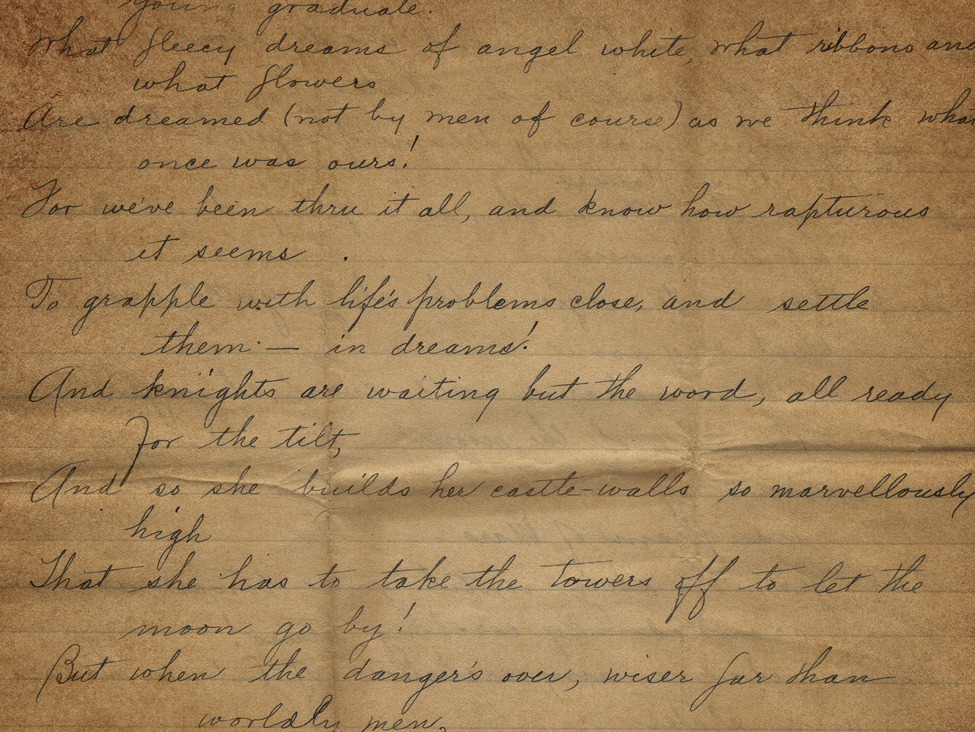 young graduate.
What fleecy dreams of angel white, what ribbons and
what flowers
Are dreamed (not by men of course) as we think what
once was ours!
For we've been thru it all, and know how rapturous
it seems
To grapple with life's problems close, and settle
them — in dreams!
And knights are waiting but the word, all ready
for the tilt,
And so she builds her castle-walls so marvellously
high
That she has to take the towers off to let the
moon go by!
But when the danger's over, wiser far than
worldly men,